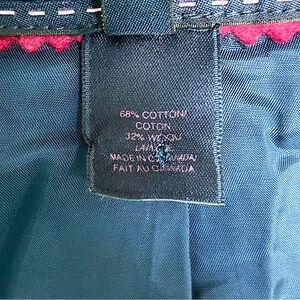 68% COTTON/
COTON
32% WOOL/
LAINE
MADE IN CANADA/
FAIT AU CANADA